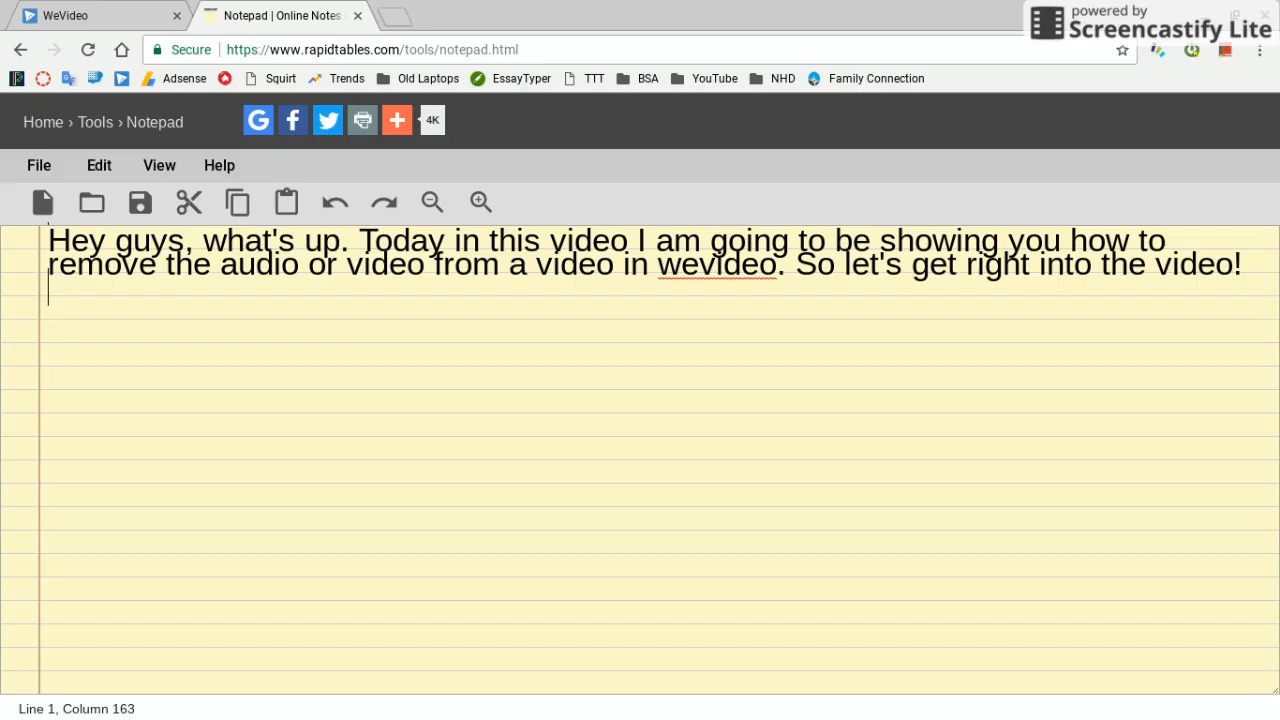 WeVideo
Notepad | Online Notes
powered by
Screencastify Lite
Secure
https://www.rapidtables.com/tools/notepad.html
Adsense
Squirt
Trends
Old Laptops
EssayTyper
TTT
BSA
YouTube
NHD
Family Connection
Home › Tools › Notepad
4K
File
Edit
View
Help
Hey guys, what's up. Today in this video I am going to be showing you how to
remove the audio or video from a video in wevideo. So let's get right into the video!
Line 1, Column 163